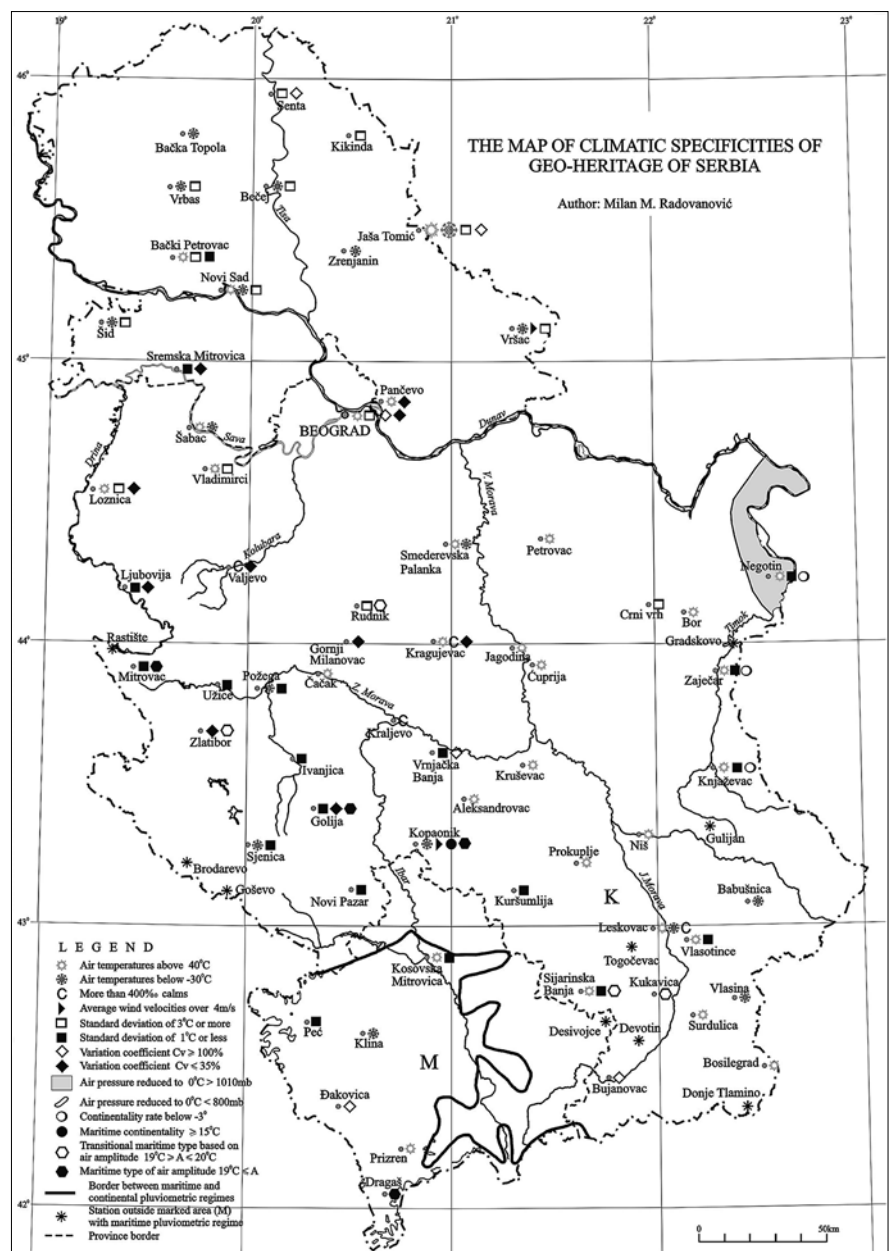 19°
20°
21°
22°
23°
46°
46°
Senta
THE MAP OF CLIMATIC SPECIFICITIES OF
GEO-HERITAGE OF SERBIA
Author: Milan M. Radovanović
Bačka Topola
Kikinda
Vrbas
Bečej
Tisa
Jaša Tomić
Bački Petrovac
Zrenjanin
Novi Sad
Šid
Vršac
45°
45°
Sremska Mitrovica
Pančevo
BEOGRAD
Dunav
Šabac
Sava
Drina
Vladimirci
V. Morava
Loznica
Kolubara
Smederevska
Palanka
Petrovac
Ljubovija
Valjevo
Negotin
Rudnik
Crni vrh
Bor
Timok
Rastište
Gornji
Milanovac
Kragujevac
Jagodina
Gradskovo
44°
44°
Mitrovac
Požega
Čačak
Ćuprija
Zaječar
Užice
Z. Morava
Zlatibor
Kraljevo
Vrnjačka
Banja
Kruševac
Knjaževac
Ivanjica
Golija
Aleksandrovac
Gulijan
Kopaonik
Niš
Sjenica
Prokuplje
Brodarevo
Goševo
Ibar
Novi Pazar
Kuršumlija
K
J.Morava
Babušnica
43°
43°
Leskovac
Vlasotince
Togočevac
Kosovska
Mitrovica
Sijarinska
Banja
Kukavica
Vlasina
Surdulica
Peć
Klina
Desivojce
Devotin
M
Bosilegrad
Đakovica
Bujanovac
Donje Tlamino
Prizren
Dragaš
42°
42°
LEGEND
Air temperatures above 40°C
Air temperatures below -30°C
C More than 400‰ calms
Average wind velocities over 4m/s
Standard deviation of 3°C or more
Standard deviation of 1°C or less
Variation coefficient Cv ≥ 100%
Variation coefficient Cv ≤ 35%
Air pressure reduced to 0°C > 1010mb
Air pressure reduced to 0°C < 800mb
Continentality rate below -3°
Maritime continentality ≥ 15°C
Transitional maritime type based on
air amplitude 19°C > A < 20°C
Maritime type of air amplitude 19°C ≤ A
Border between maritime and
continental pluviometric regimes
Station outside marked area (M)
with maritime pluviometric regime
Province border
0 50km